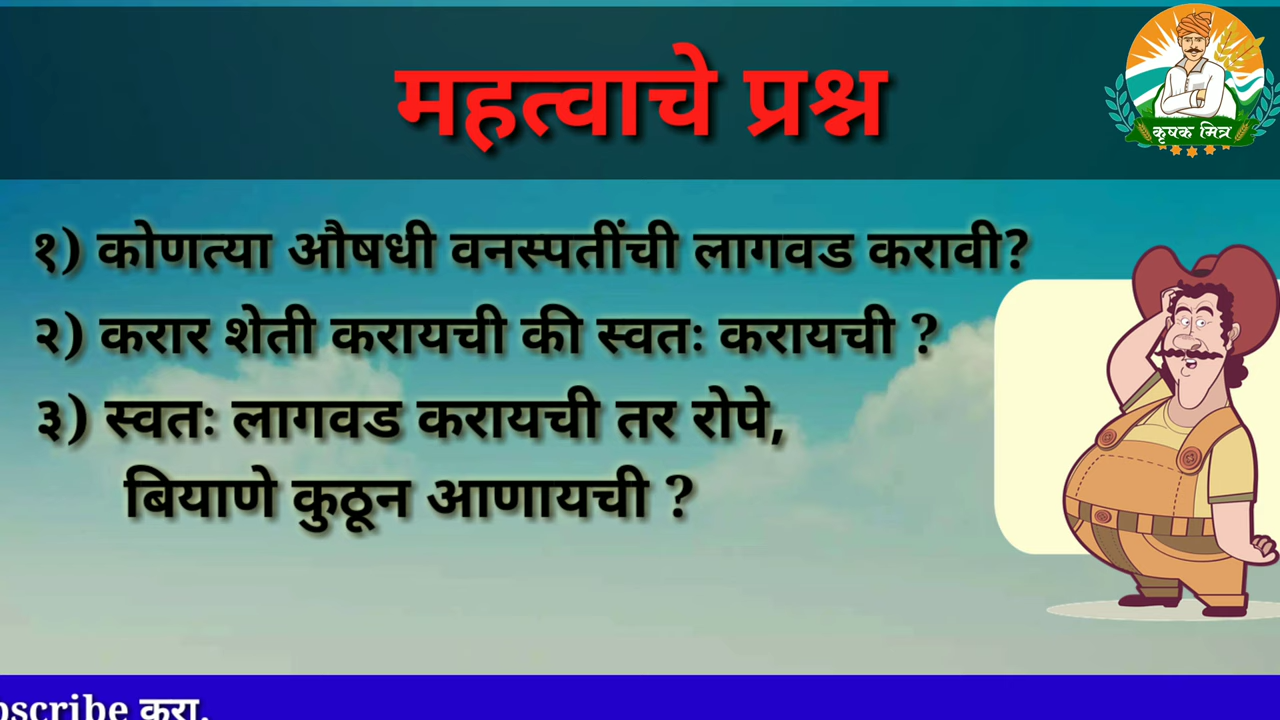 महत्वाचे प्रश्न
कृषक मित्र
१) कोणत्या औषधी वनस्पतींची लागवड करावी?
२) करार शेती करायची की स्वतः करायची ?
३) स्वतः लागवड करायची तर रोपे,
बियाणे कुठून आणायची ?
bscribe करा.